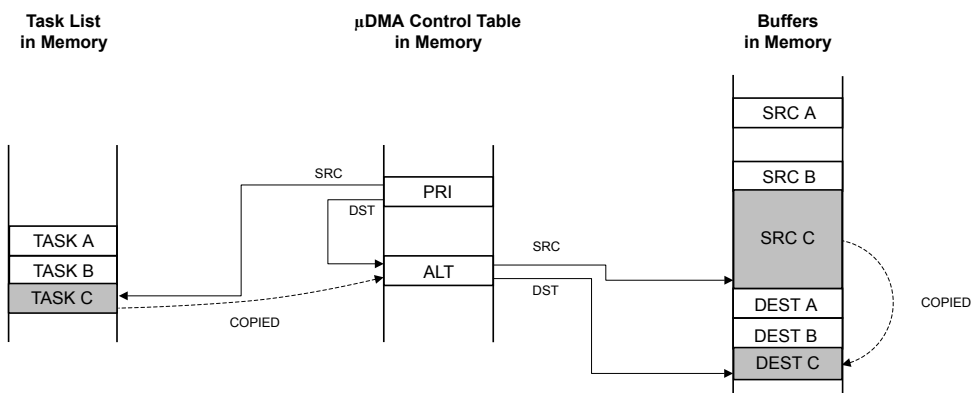 Task List
in Memory
µDMA Control Table
in Memory
Buffers
in Memory
SRC A
SRC B
SRC
PRI
DST
SRC C
TASK A
SRC
TASK B
ALT
TASK C
DST
DEST A
COPIED
COPIED
DEST B
DEST C